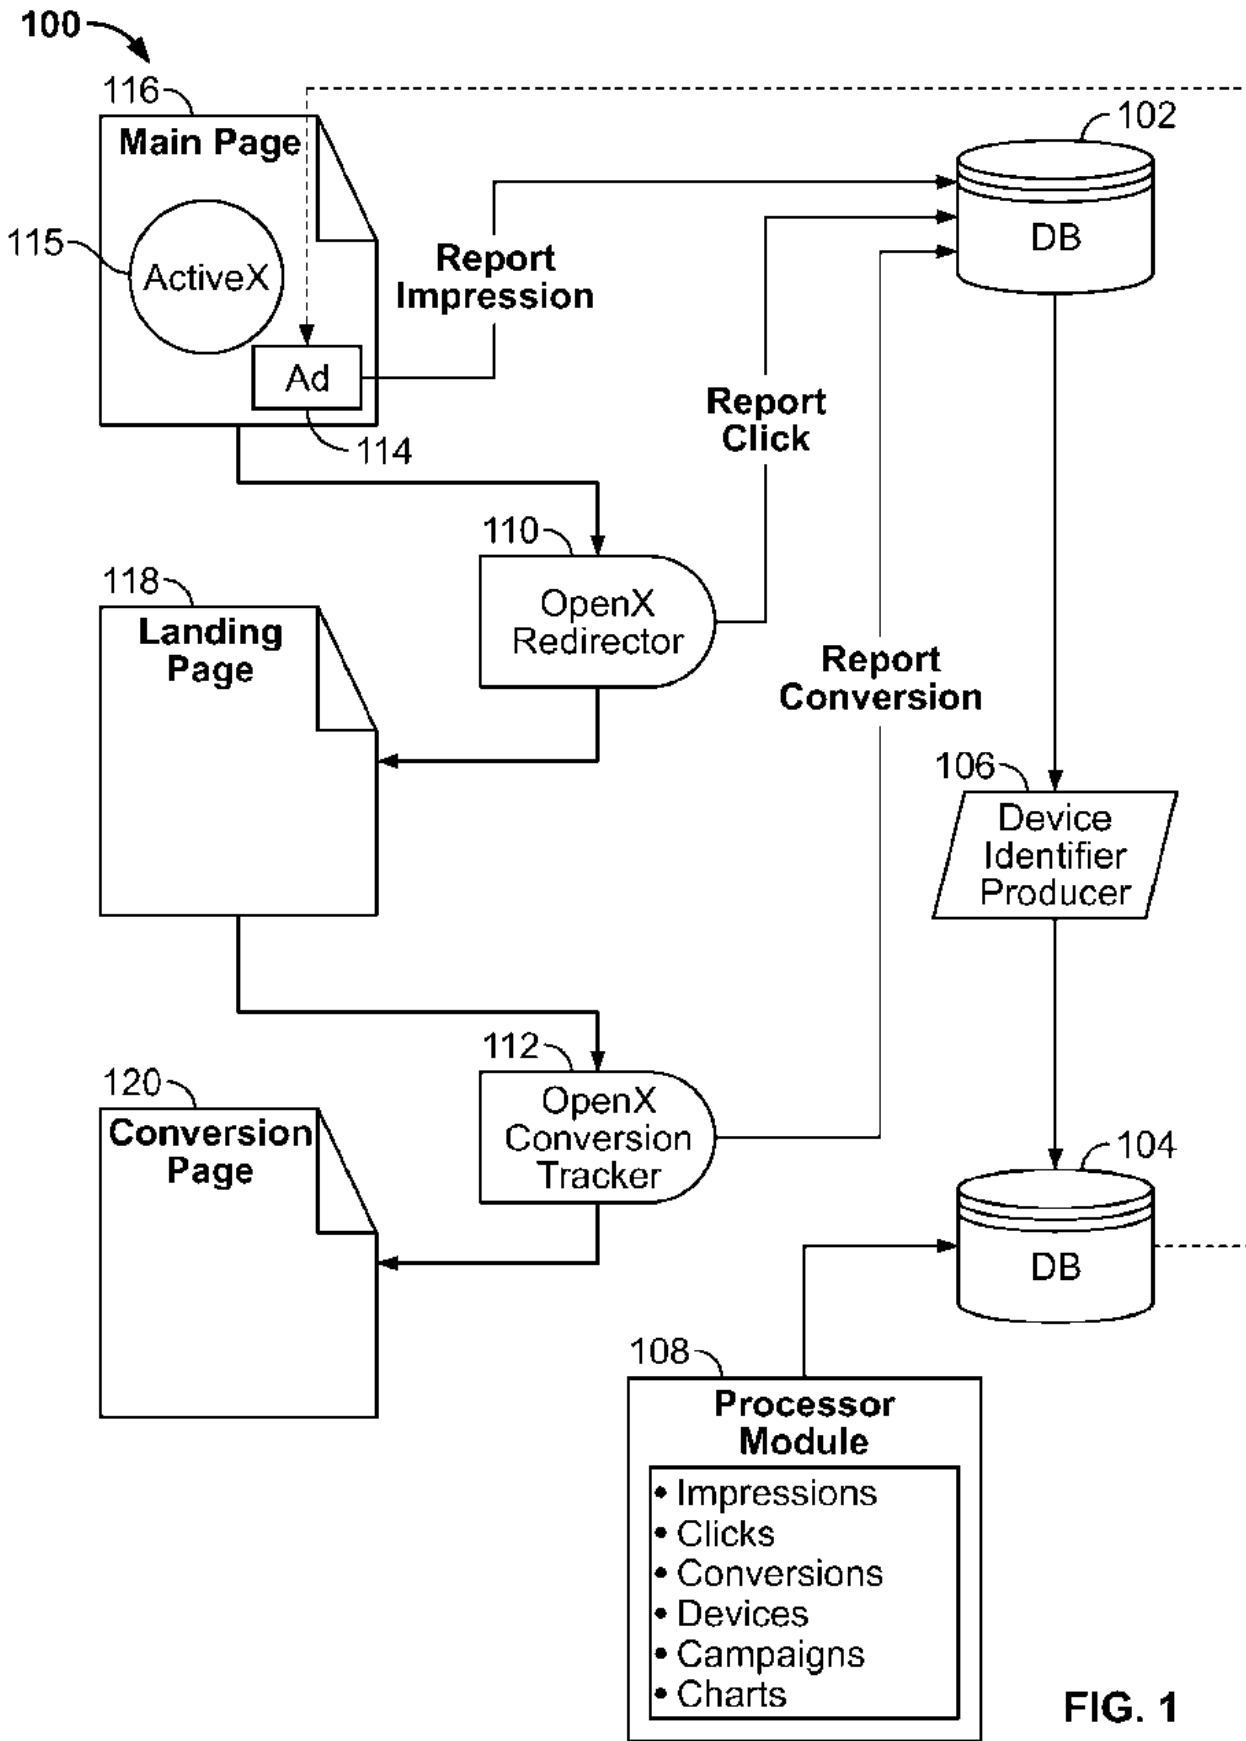 100
116
Main Page
102
DB
115
ActiveX
Report
Impression
Ad
114
Report
Click
110
OpenX
Redirector
118
Landing
Page
Report
Conversion
106
Device
Identifier
Producer
112
OpenX
Conversion
Tracker
120
Conversion
Page
104
DB
108
Processor
Module
• Impressions
• Clicks
• Conversions
• Devices
• Campaigns
• Charts
FIG. 1